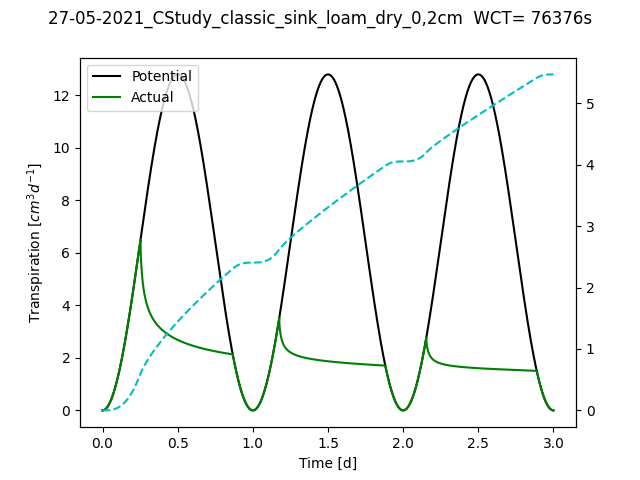 27-05-2021_CStudy_classic_sink_loam_dry_0,2cm  WCT= 76376s
Potential
Actual
Transpiration [$cm^3d^{-1}$]
12
10
8
6
4
2
0
5
4
3
2
1
0
0.0 0.5 1.0 1.5 2.0 2.5 3.0
Time [d]